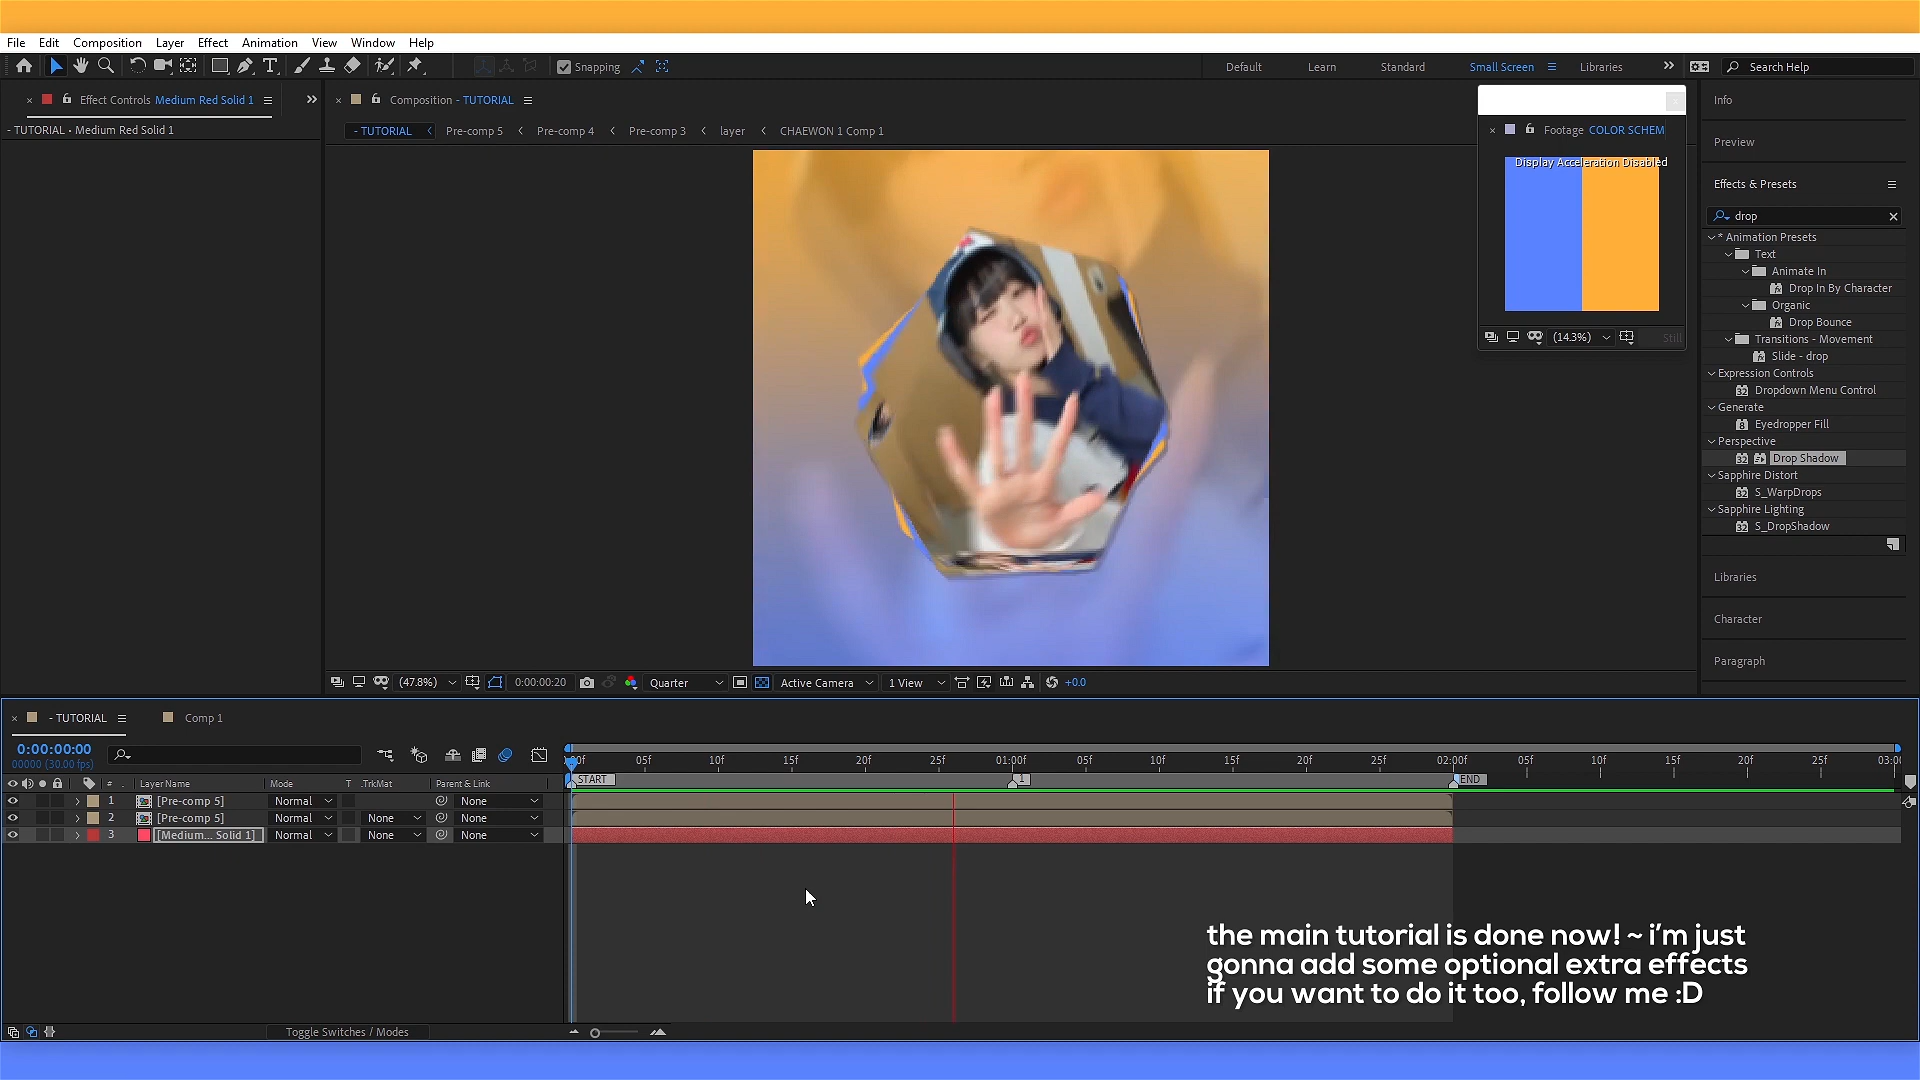 File Edit Composition Layer Effect Animation View Window Help
Snapping Default Learn Standard Small Screen Libraries Search Help
Effect Controls Medium Red Solid 1
- TUTORIAL • Medium Red Solid 1
Composition - TUTORIAL
- TUTORIAL Pre-comp 5 Pre-comp 4 Pre-comp 3 layer CHAEWON 1 Comp 1
Footage COLOR SCHEM
Display Acceleration Disabled
(14.3%) Still
Info
Preview
Effects & Presets
drop
* Animation Presets
Text
Animate In
Drop In By Character
Organic
Drop Bounce
Transitions - Movement
Slide - drop
Expression Controls
Dropdown Menu Control
Generate
Eyedropper Fill
Perspective
Drop Shadow
Sapphire Distort
S_WarpDrops
Sapphire Lighting
S_DropShadow
Libraries
Character
Paragraph
(47.8%) 0:00:00:20 Quarter Active Camera 1 View +0.0
- TUTORIAL Comp 1
0:00:00:00
00000 (30.00 fps)
:00f 05f 10f 15f 20f 25f 01:00f 05f 10f 15f 20f 25f 02:00f 05f 10f 15f 20f 25f 03:00
START 1 END
# Layer Name Mode T .TrkMat Parent & Link
1 [Pre-comp 5] Normal None
2 [Pre-comp 5] Normal None None
3 [Medium... Solid 1] Normal None None
the main tutorial is done now! ~ i'm just
gonna add some optional extra effects
if you want to do it too, follow me :D
Toggle Switches / Modes